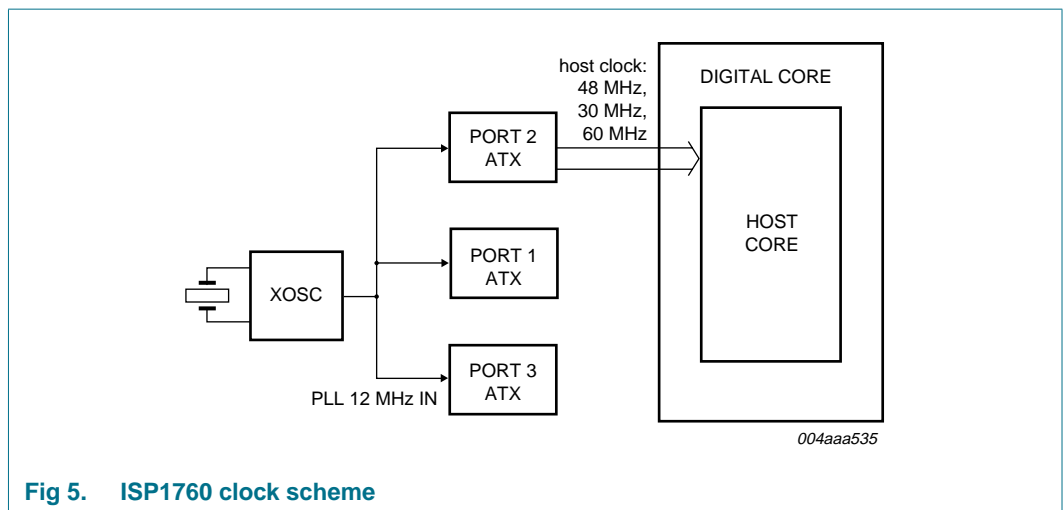 host clock:
48 MHz,
30 MHz,
60 MHz
DIGITAL CORE
PORT 2
ATX
HOST
CORE
PORT 1
ATX
XOSC
PORT 3
ATX
PLL 12 MHz IN
004aaa535
Fig 5. ISP1760 clock scheme